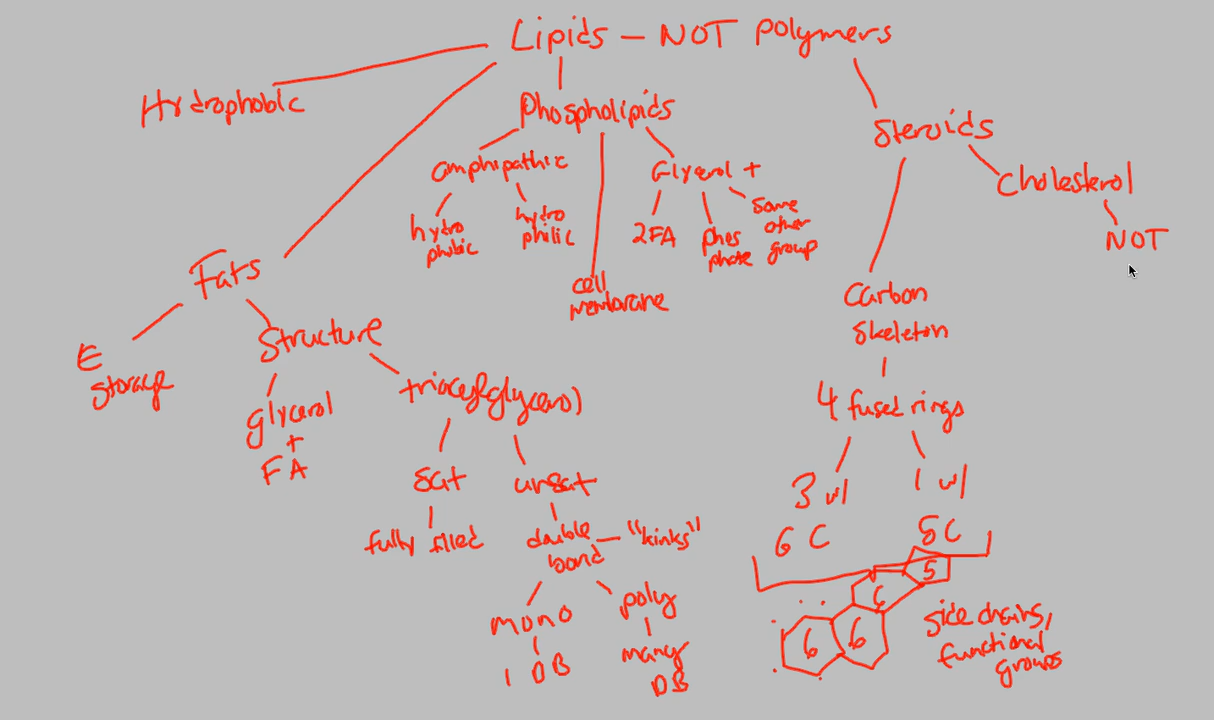 Lipids — NOT polymers
Hydrophobic
Phospholipids
Steroids
amphipathic
Glycerol +
Cholesterol
hydro
phobic
hydro
philic
2FA
phos
phate
some
other
group
NOT
cell
membrane
Fats
E
storage
Structure
glycerol
+
FA
triacylglycerol
sat
unsat
fully filled
double
bond
— "kinks"
mono
1 DB
poly
many
DB
Carbon
Skeleton
4 fused rings
3 w/
6 C
1 w/
5C
5
6
6
6
side chains,
functional
groups